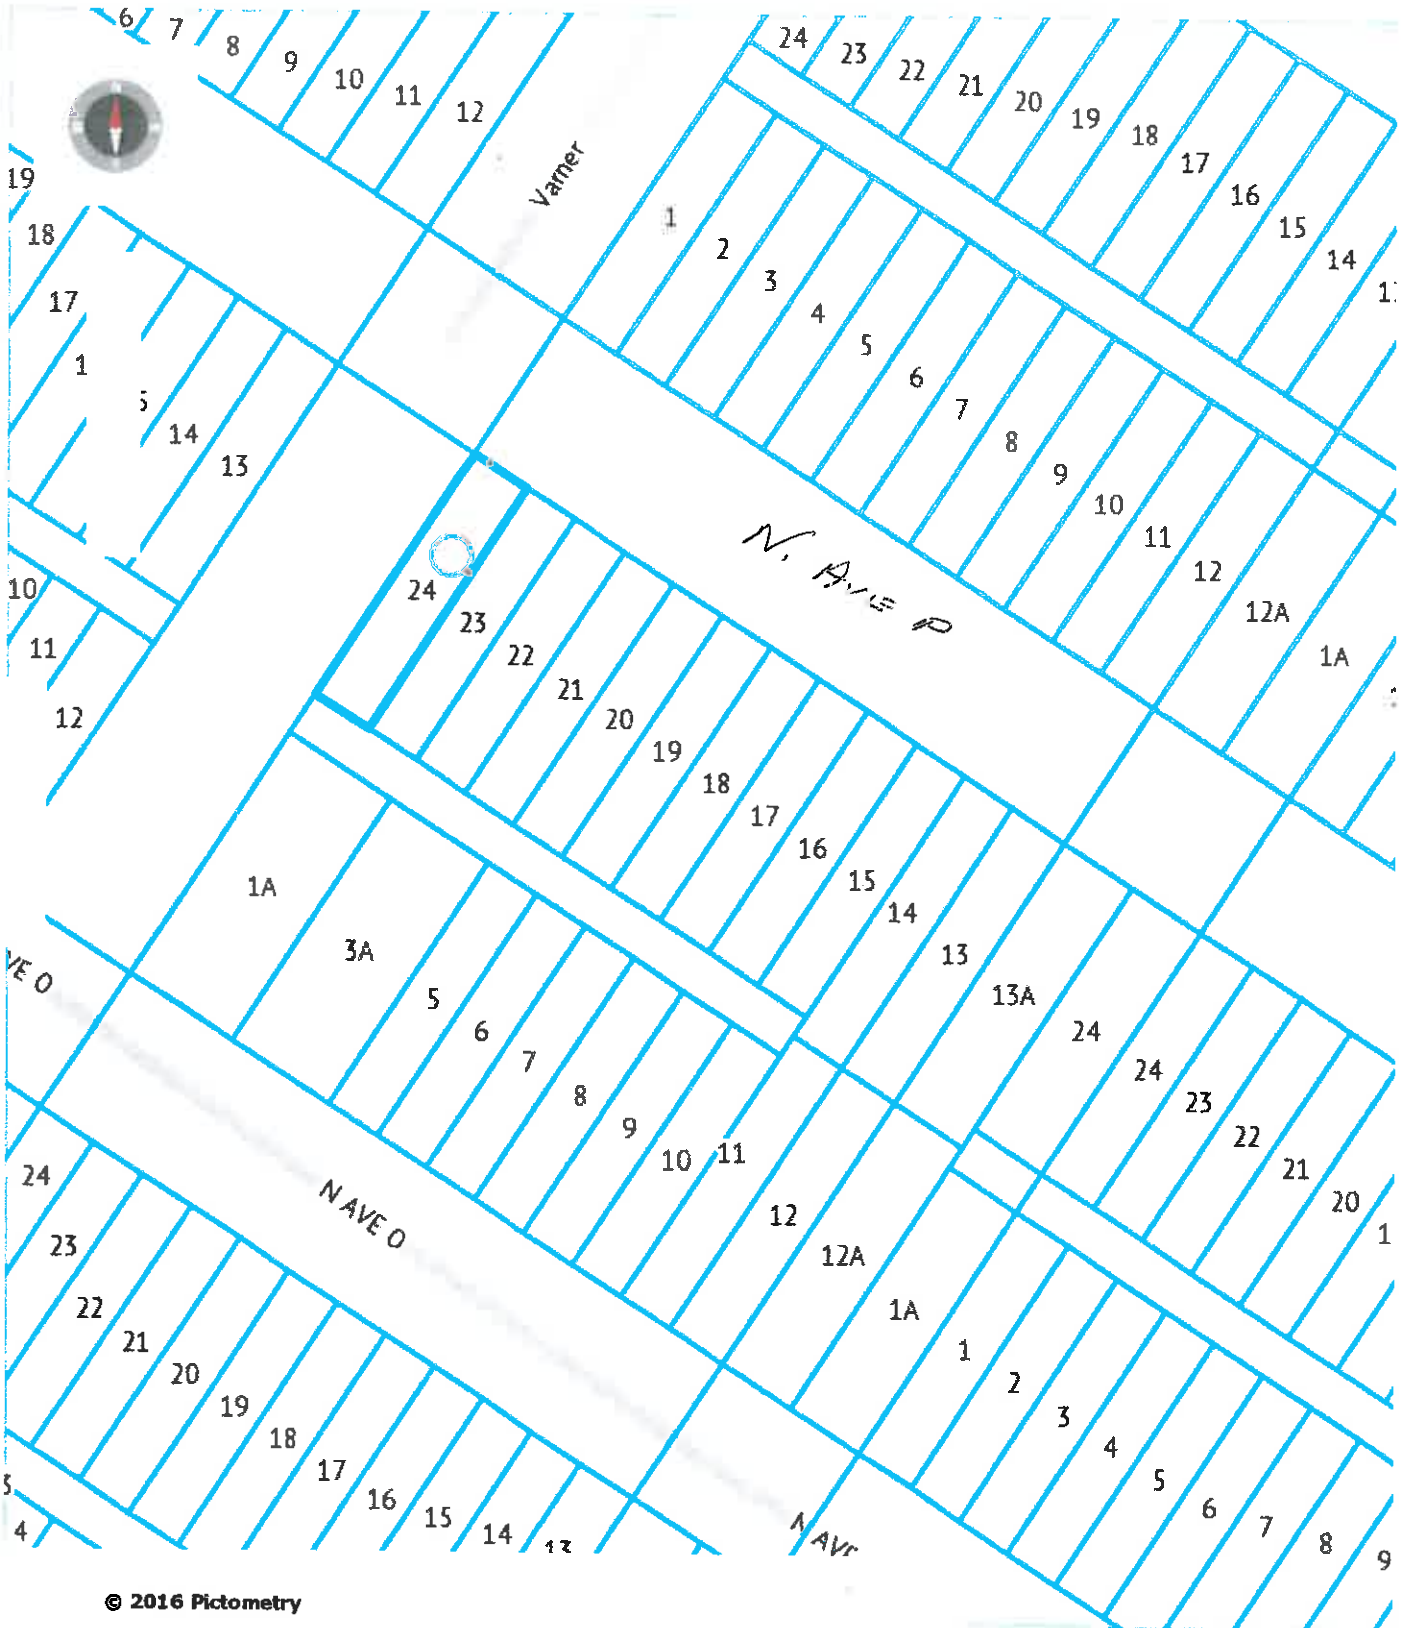 6 7 8 9 10 11 12
24 23 22 21 20 19 18 17 16 15 14
Varner
19 18 17
14 13
1 2 3 4 5 6 7 8 9 10 11 12 12A 1A
N. Ave P
10 11 12
24 23 22 21 20 19 18 17 16 15 14 13 13A 24
24 23 22 21 20
1A 3A 5 6 7 8 9 10 11 12 12A 1A
1 2 3 4 5 6 7 8 9
VE O
N AVE O
N AVE
24 23 22 21 20 19 18 17 16 15 14 13
4
© 2016 Pictometry